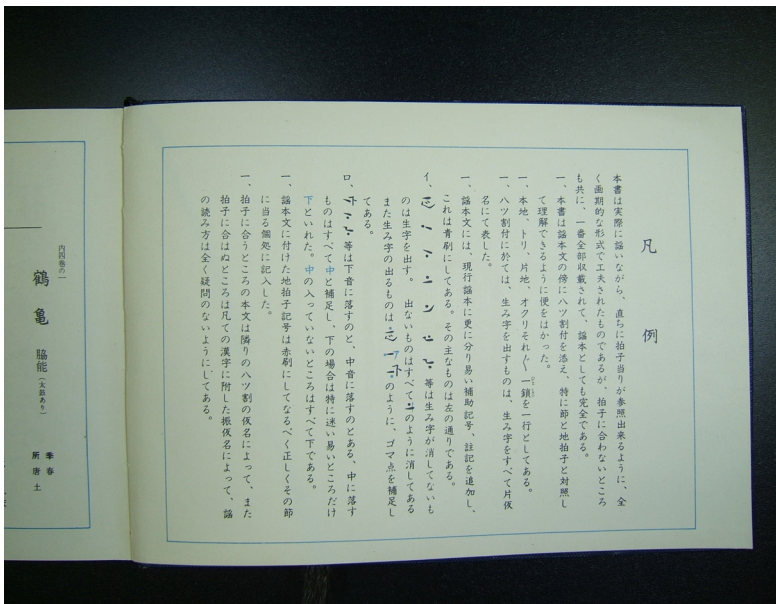 凡例
本書は実際に謡いながら、直ちに拍子当りが参照出来るように、全
く画期的な形式で工夫されたものであるが、拍子に合わないところ
も共に、一番全部収載されて、謡本としても完全である。
一、本書は謡本文の傍に八ツ割付を添え、特に節と地拍子と対照し
て理解できるように便をはかった。
一、本地、トリ、片地、オクリそれ〴〵一鎖を一行としてある。
一、八ツ割付に於ては、生み字を出すものは、生み字をすべて片仮
名にて表した。
一、謡本文には、現行謡本に更に分り易い補助記号、註記を追加し、
これは青刷にしてある。その主なものは左の通りである。
イ、等は生み字が消してないも
のは生字を出す。出ないものはすべてのように消してある
また生み字の出るものはのように、ゴマ点を補足し
てある。
ロ、等は下音に落すのと、中音に落すのとある、中に落す
ものはすべて中と補足し、下の場合は特に迷い易いところだけ
下といれた。中の入っていないところはすべて下である。
一、謡本文に付けた地拍子記号は赤刷にしてなるべく正しくその節
に当る個処に記入した。
一、拍子に合うところの本文は隣りの八ツ割の仮名によって、また
拍子に合はぬところは凡ての漢字に附した振仮名によって、謡
の読み方は全く疑問のないようにしてある。
内四巻の一
鶴亀 脇能（太鼓あり）
季春
所唐土